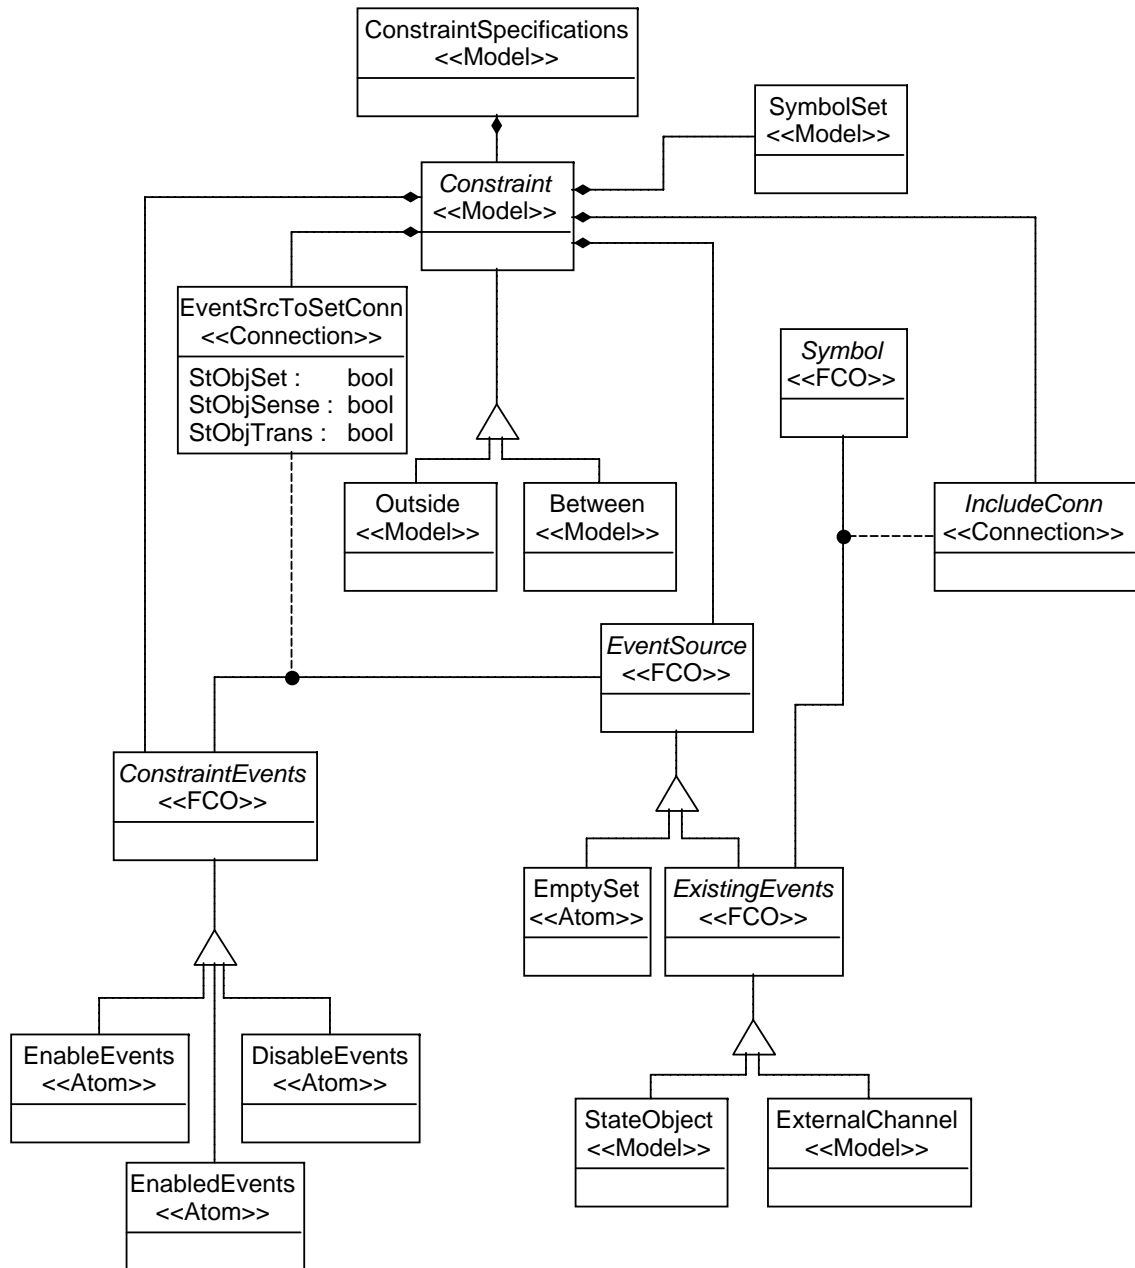 ConstraintSpecifications
<<Model>>
SymbolSet
<<Model>>
Constraint
<<Model>>
EventSrcToSetConn
<<Connection>>
StObjSet : bool
StObjSense : bool
StObjTrans : bool
Symbol
<<FCO>>
Outside
<<Model>>
Between
<<Model>>
IncludeConn
<<Connection>>
EventSource
<<FCO>>
ConstraintEvents
<<FCO>>
EmptySet
<<Atom>>
ExistingEvents
<<FCO>>
EnableEvents
<<Atom>>
DisableEvents
<<Atom>>
StateObject
<<Model>>
ExternalChannel
<<Model>>
EnabledEvents
<<Atom>>